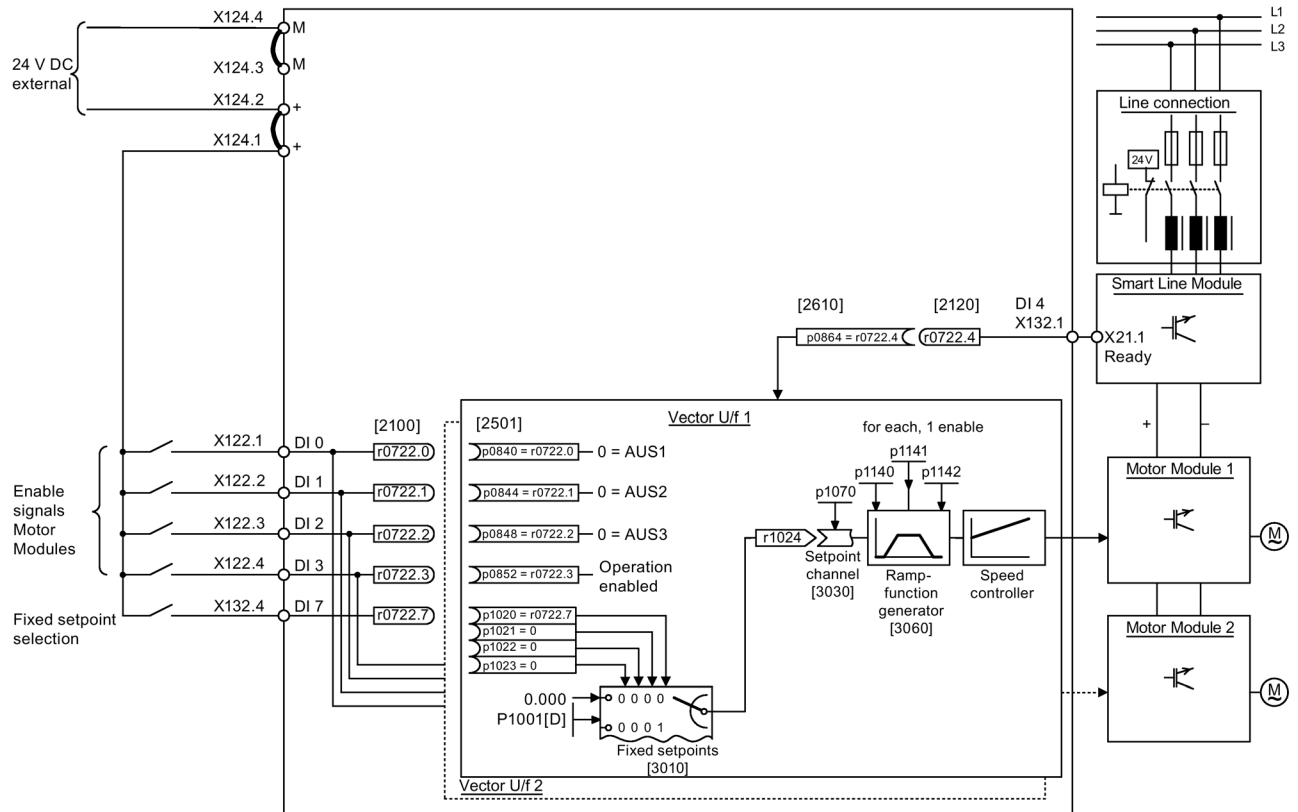 X124.4
M
24 V DC
external
X124.3
M
X124.2
+
X124.1
+
L1
L2
L3
Line connection
24V
Smart Line Module
[2610]
[2120]
DI 4
X132.1
p0864 = r0722.4
r0722.4
X21.1
Ready
+
–
Vector U/f 1
for each, 1 enable
p1141
p1140
p1142
p1070
r1024
Setpoint
channel
[3030]
Ramp-
function
generator
[3060]
Speed
controller
Motor Module 1
M
~
Motor Module 2
M
~
[2100]
[2501]
Enable
signals
Motor
Modules
X122.1
DI 0
r0722.0
p0840 = r0722.0
0 = AUS1
X122.2
DI 1
r0722.1
p0844 = r0722.1
0 = AUS2
X122.3
DI 2
r0722.2
p0848 = r0722.2
0 = AUS3
X122.4
DI 3
r0722.3
p0852 = r0722.3
Operation
enabled
Fixed setpoint
selection
X132.4
DI 7
r0722.7
p1020 = r0722.7
p1021 = 0
p1022 = 0
p1023 = 0
0.000
0 0 0 0
P1001[D]
0 0 0 1
Fixed setpoints
[3010]
Vector U/f 2